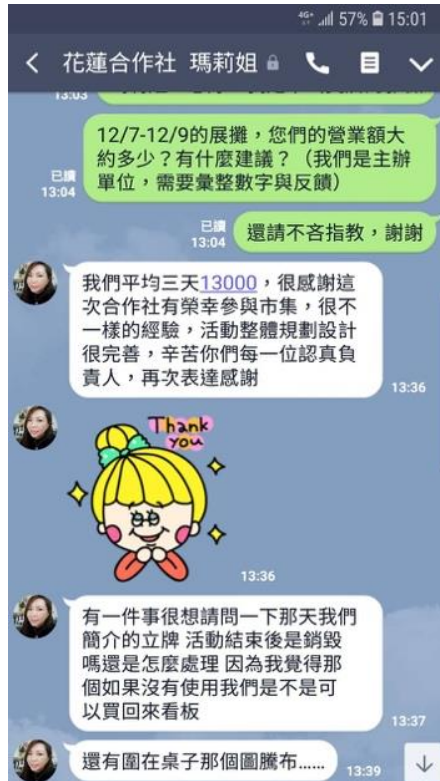 4G+ 57% 15:01
花蓮合作社 瑪莉姐
13:03
12/7-12/9的展攤，您們的營業額大
約多少？有什麼建議？（我們是主辦
單位，需要彙整數字與反饋）
已讀
13:04
已讀
13:04
還請不吝指教，謝謝
我們平均三天13000，很感謝這
次合作社有榮幸參與市集，很不
一樣的經驗，活動整體規劃設計
很完善，辛苦你們每一位認真負
責人，再次表達感謝
13:36
Thank
you
13:36
有一件事很想請問一下那天我們
簡介的立牌 活動結束後是銷毀
嗎還是怎麼處理 因為我覺得那
個如果沒有使用我們是不是可
以買回來看板
13:37
還有圍在桌子那個圖騰布......
13:39